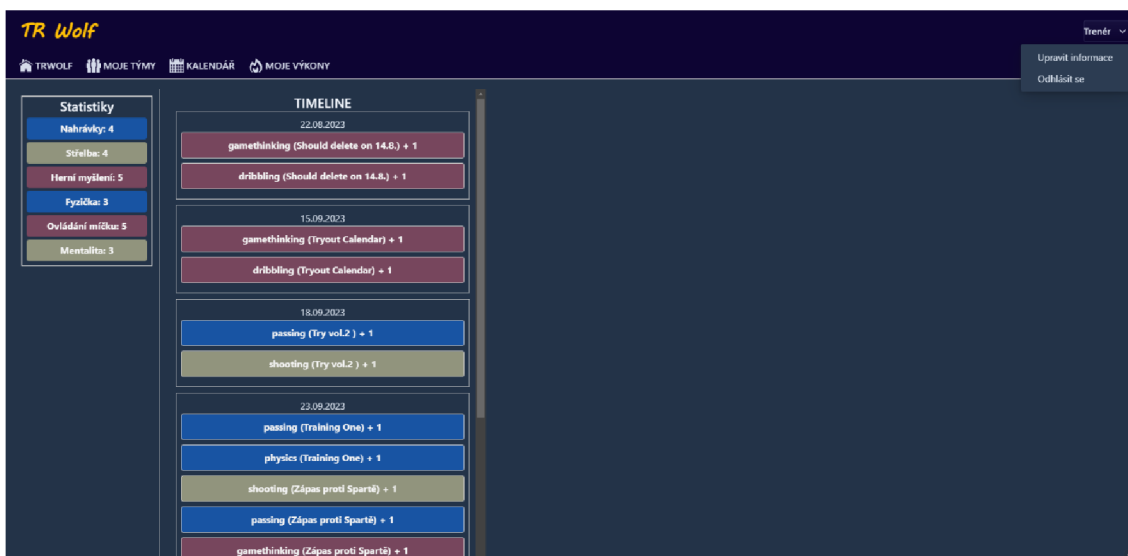 TR Wolf
Trenér
TRWOLF MOJE TÝMY KALENDÁŘ MOJE VÝKONY
Upravit informace
Odhlásit se
Statistiky
Nahrávky: 4
Střelba: 4
Herní myšlení: 5
Fyzička: 3
Ovládání míčku: 5
Mentalita: 3
TIMELINE
22.08.2023
gamethinking (Should delete on 14.8.) + 1
dribbling (Should delete on 14.8.) + 1
15.09.2023
gamethinking (Tryout Calendar) + 1
dribbling (Tryout Calendar) + 1
18.09.2023
passing (Try vol.2 ) + 1
shooting (Try vol.2 ) + 1
23.09.2023
passing (Training One) + 1
physics (Training One) + 1
shooting (Zápas proti Spartě) + 1
passing (Zápas proti Spartě) + 1
gamethinking (Zápas proti Spartě) + 1